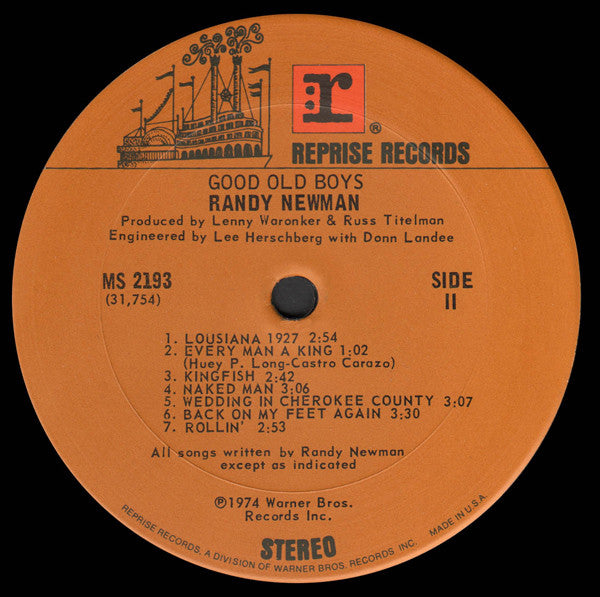 :r
®
REPRISE RECORDS
GOOD OLD BOYS
RANDY NEWMAN
Produced by Lenny Waronker & Russ Titelman
Engineered by Lee Herschberg with Donn Landee
MS 2193
(31,754)
SIDE
II
1. LOUSIANA 1927 2:54
2. EVERY MAN A KING 1:02
(Huey P. Long-Castro Carazo)
3. KINGFISH 2:42
4. NAKED MAN 3:06
5. WEDDING IN CHEROKEE COUNTY 3:07
6. BACK ON MY FEET AGAIN 3:30
7. ROLLIN' 2:53
All songs written by Randy Newman
except as indicated
℗1974 Warner Bros.
Records Inc.
STEREO
REPRISE RECORDS, A DIVISION OF WARNER BROS. RECORDS INC. MADE IN U.S.A.